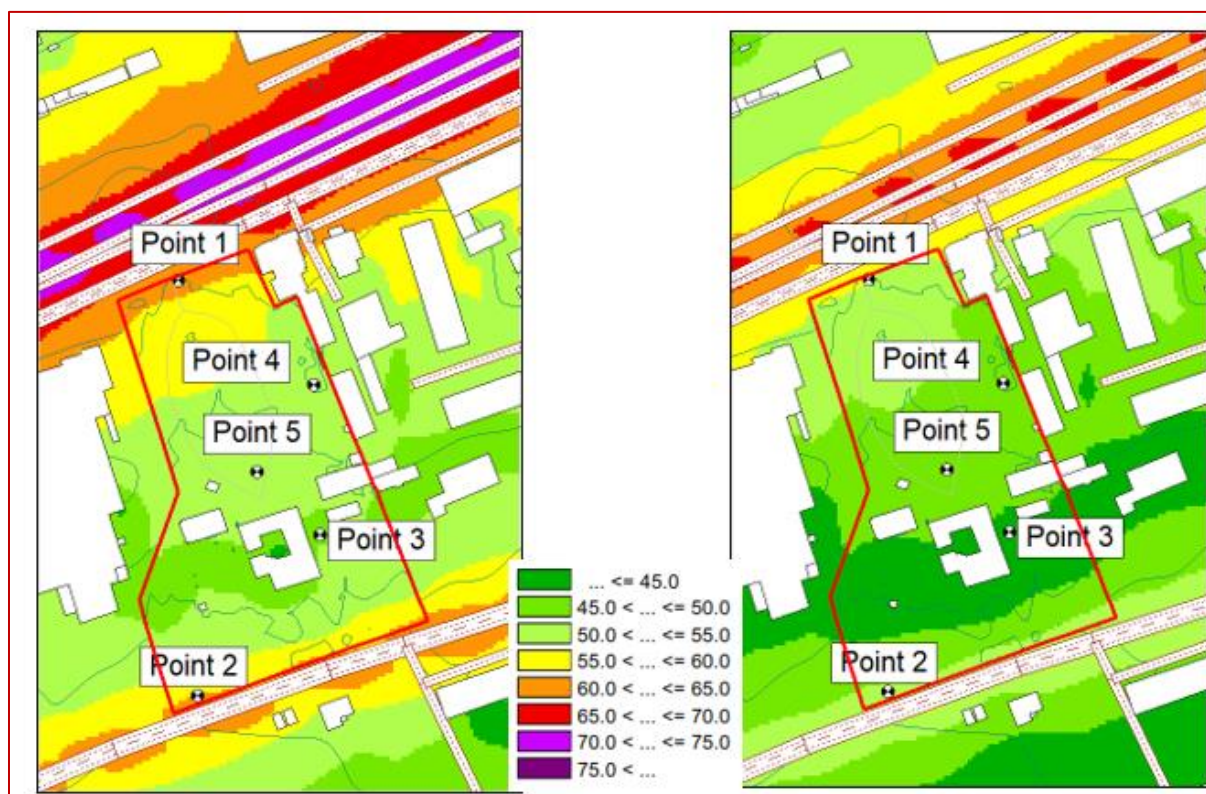 Point 1
Point 4
Point 5
Point 3
Point 2
... <= 45.0
45.0 < ... <= 50.0
50.0 < ... <= 55.0
55.0 < ... <= 60.0
60.0 < ... <= 65.0
65.0 < ... <= 70.0
70.0 < ... <= 75.0
75.0 < ...
Point 1
Point 4
Point 5
Point 3
Point 2